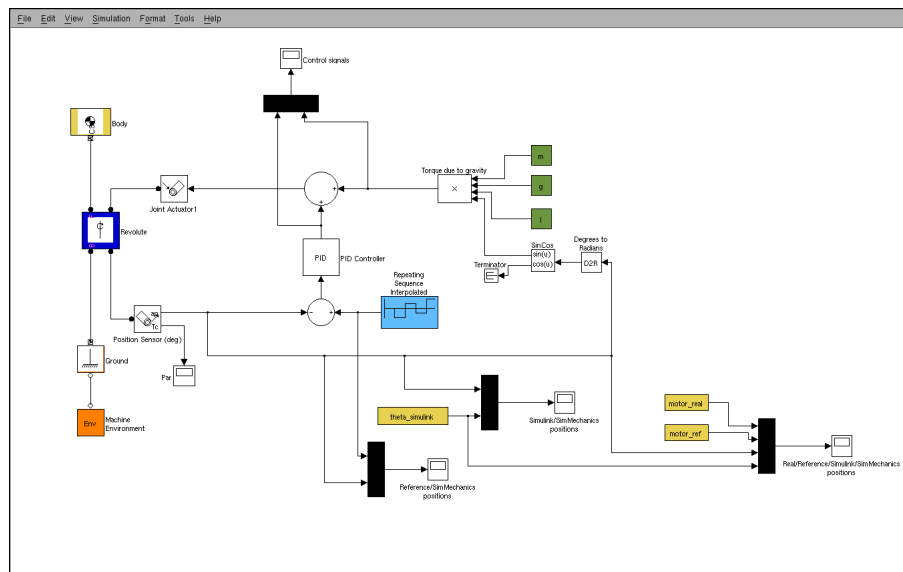 File Edit View Simulation Format Tools Help
Control signals
Body
CS
m
Torque due to gravity
×
g
l
Joint Actuator1
Revolute
PID
PID Controller
SinCos
sin(u)
cos(u)
Degrees to
Radians
D2R
Terminator
Repeating
Sequence
Interpolated
ap
Tc
Position Sensor (deg)
Par
Ground
Env
Machine
Environment
theta_simulink
Simulink/SimMechanics
positions
motor_real
motor_ref
Reference/SimMechanics
positions
Real/Reference/Simulink/SimMechanics
positions